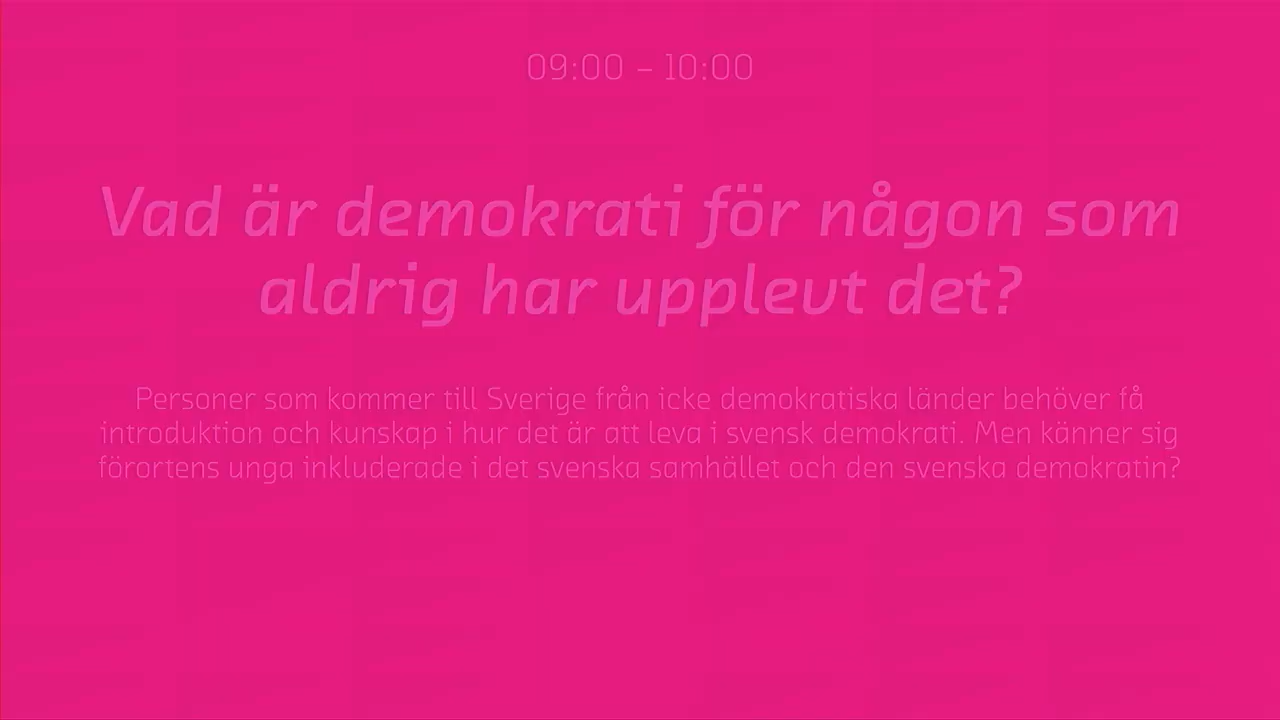 09:00 – 10:00
Vad är demokrati för någon som
aldrig har upplevt det?
Personer som kommer till Sverige från icke demokratiska länder behöver få
introduktion och kunskap i hur det är att leva i svensk demokrati. Men känner sig
förortens unga inkluderade i det svenska samhället och den svenska demokratin?